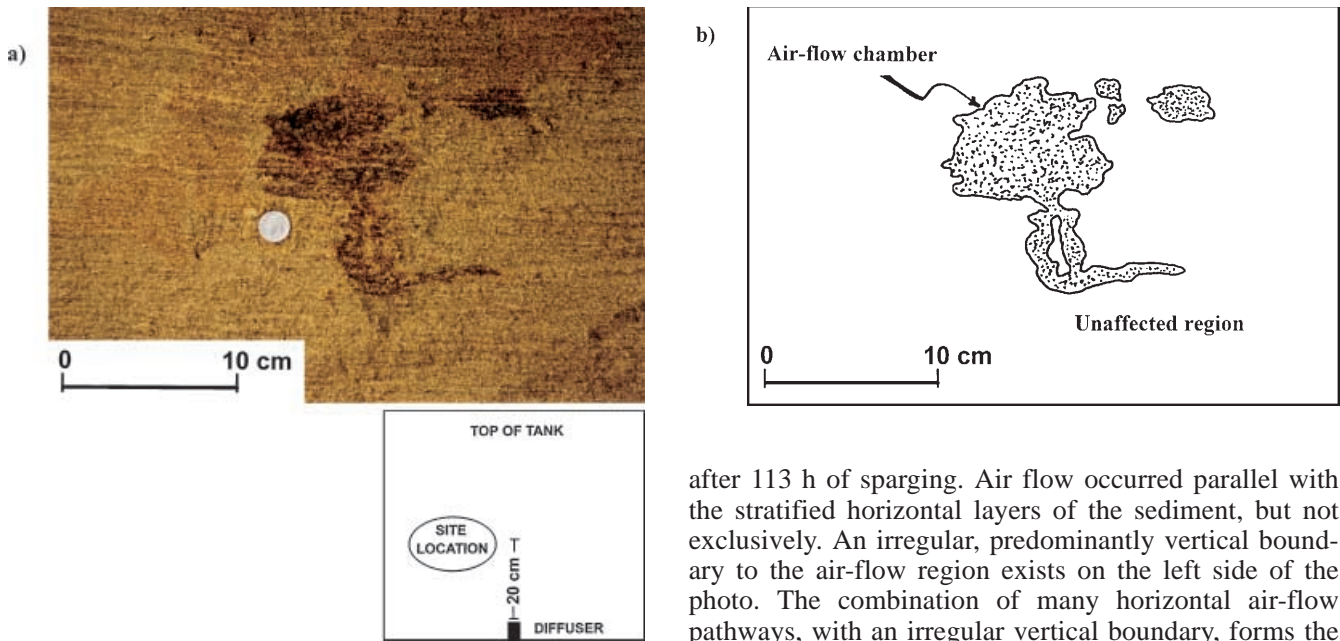 a)
0 10 cm
TOP OF TANK
SITE
LOCATION
20 cm
DIFFUSER
b)
Air-flow chamber
Unaffected region
0 10 cm
after 113 h of sparging. Air flow occurred parallel with
the stratified horizontal layers of the sediment, but not
exclusively. An irregular, predominantly vertical bound-
ary to the air-flow region exists on the left side of the
photo. The combination of many horizontal air-flow
pathways, with an irregular vertical boundary, forms the